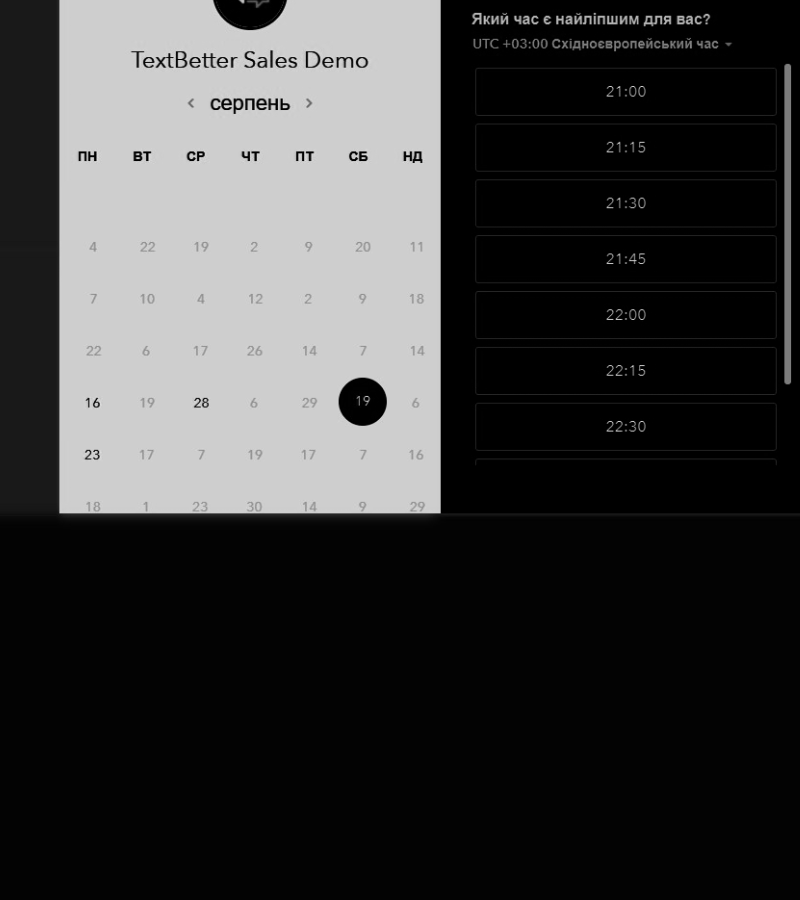 TextBetter Sales Demo
серпень
ПН ВТ СР ЧТ ПТ СБ НД
4 22 19 2 9 20 11
7 10 4 12 2 9 18
22 6 17 26 14 7 14
16 19 28 6 29 19 6
23 17 7 19 17 7 16
18 1 23 30 14 9 29
Який час є найліпшим для вас?
UTC +03:00 Східноєвропейський час
21:00
21:15
21:30
21:45
22:00
22:15
22:30